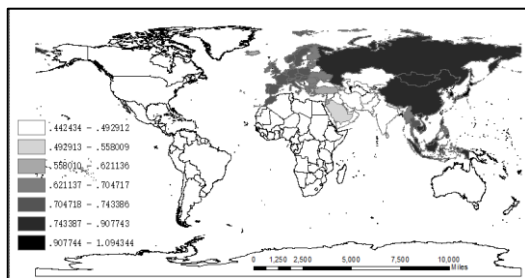 .442434 - .492912
.492913 - .558009
.558010 - .621136
.621137 - .704717
.704718 - .743386
.743387 - .907743
.907744 - 1.094344
0 1,250 2,500 5,000 7,500 10,000
Miles